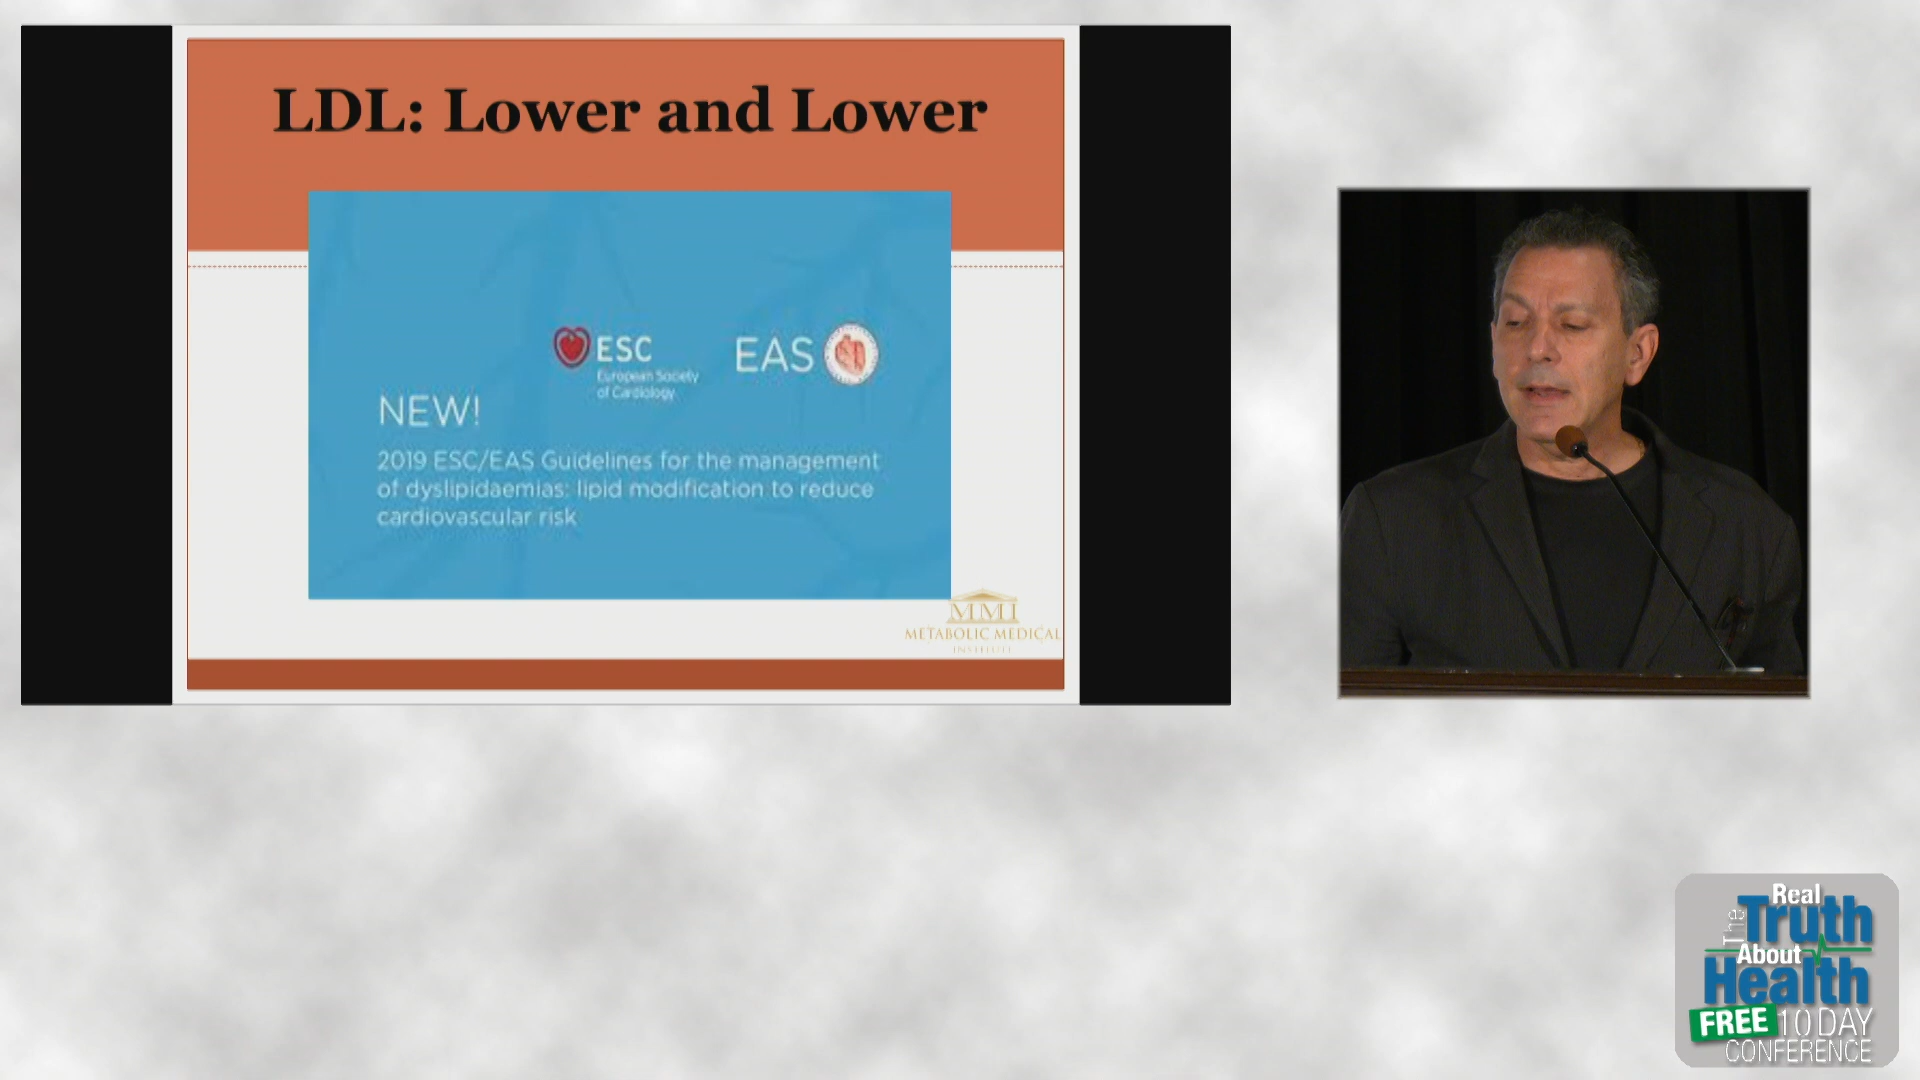 LDL: Lower and Lower
ESC
European Society
of Cardiology
EAS
NEW!
2019 ESC/EAS Guidelines for the management
of dyslipidaemias: lipid modification to reduce
cardiovascular risk
MMI
METABOLIC MEDICAL
INSTITUTE
The Real
Truth
About
Health
FREE 10 DAY
CONFERENCE